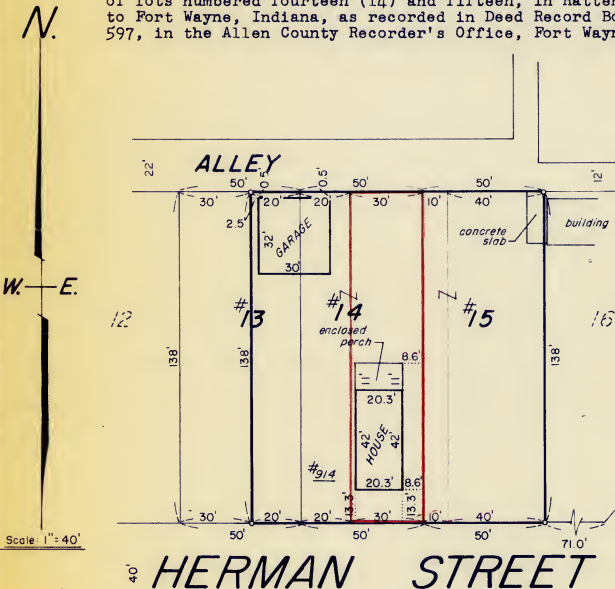 of lots numbered fourteen (14) and fifteen, in
to Fort Wayne, Indiana, as recorded in Deed Record
597, in the Allen County Recorder's Office, Fort
N.
ALLEY
22'
12'
50' 0.5' 0.5' 50' 50'
30' 20' 20' 30' 10' 40'
2.5'
32'
GARAGE
30'
concrete
slab
building
W. E.
12 #13 #14 #15 16
enclosed
porch
138' 138' 138'
8.6'
20.3'
42' HOUSE 42'
#914
20.3' 8.6'
13.3' 13.3'
30' 20' 20' 30' 10' 40'
50' 50' 50'
71.0'
Scale: 1"=40'
40'
HERMAN STREET